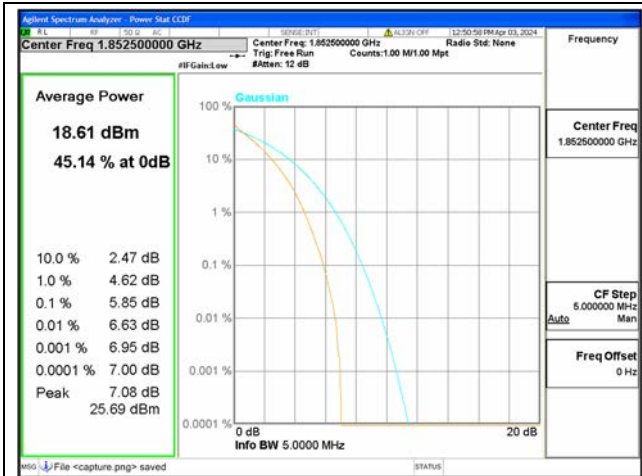 Agilent Spectrum Analyzer - Power Stat CCDF
RL RF 50 Ω AC SENSE:INT ALIGN OFF 12:50:58 PM Apr 03, 2024
Center Freq 1.852500000 GHz
Center Freq: 1.852500000 GHz Radio Std: None
Trig: Free Run Counts:1.00 M/1.00 Mpt
#IFGain:Low #Atten: 12 dB
Frequency
Average Power
18.61 dBm
45.14 % at 0dB
10.0 % 2.47 dB
1.0 % 4.62 dB
0.1 % 5.85 dB
0.01 % 6.63 dB
0.001 % 6.95 dB
0.0001 % 7.00 dB
Peak 7.08 dB
25.69 dBm
Gaussian
100 %
10 %
1 %
0.1 %
0.01 %
0.001 %
0.0001 %
0 dB 20 dB
Info BW 5.0000 MHz
Center Freq
1.852500000 GHz
CF Step
5.000000 MHz
Auto Man
Freq Offset
0 Hz
MSG File <capture.png> saved STATUS